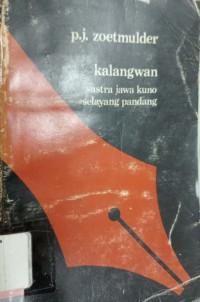 p.j. zoetmulder
kalangwan
sastra jawa kuno
selayang pandang